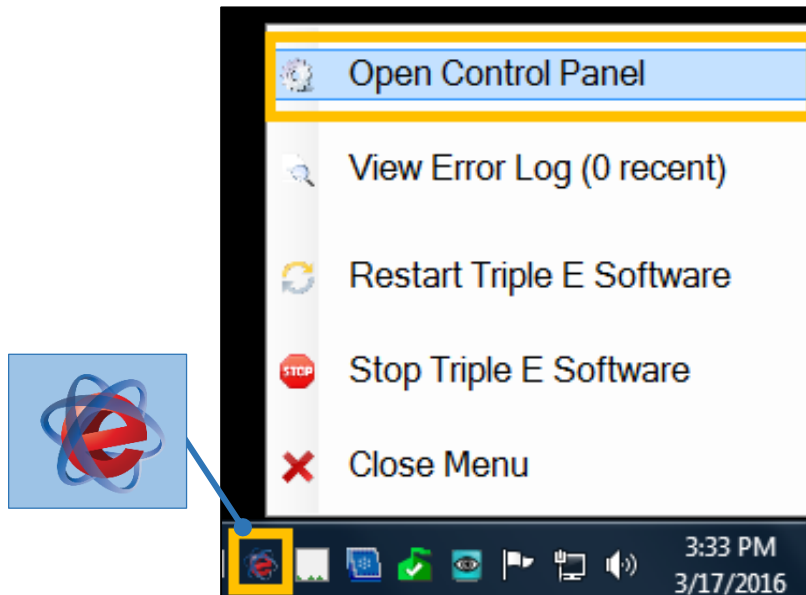 Open Control Panel
View Error Log (0 recent)
Restart Triple E Software
STOP
Stop Triple E Software
Close Menu
e
3:33 PM
3/17/2016